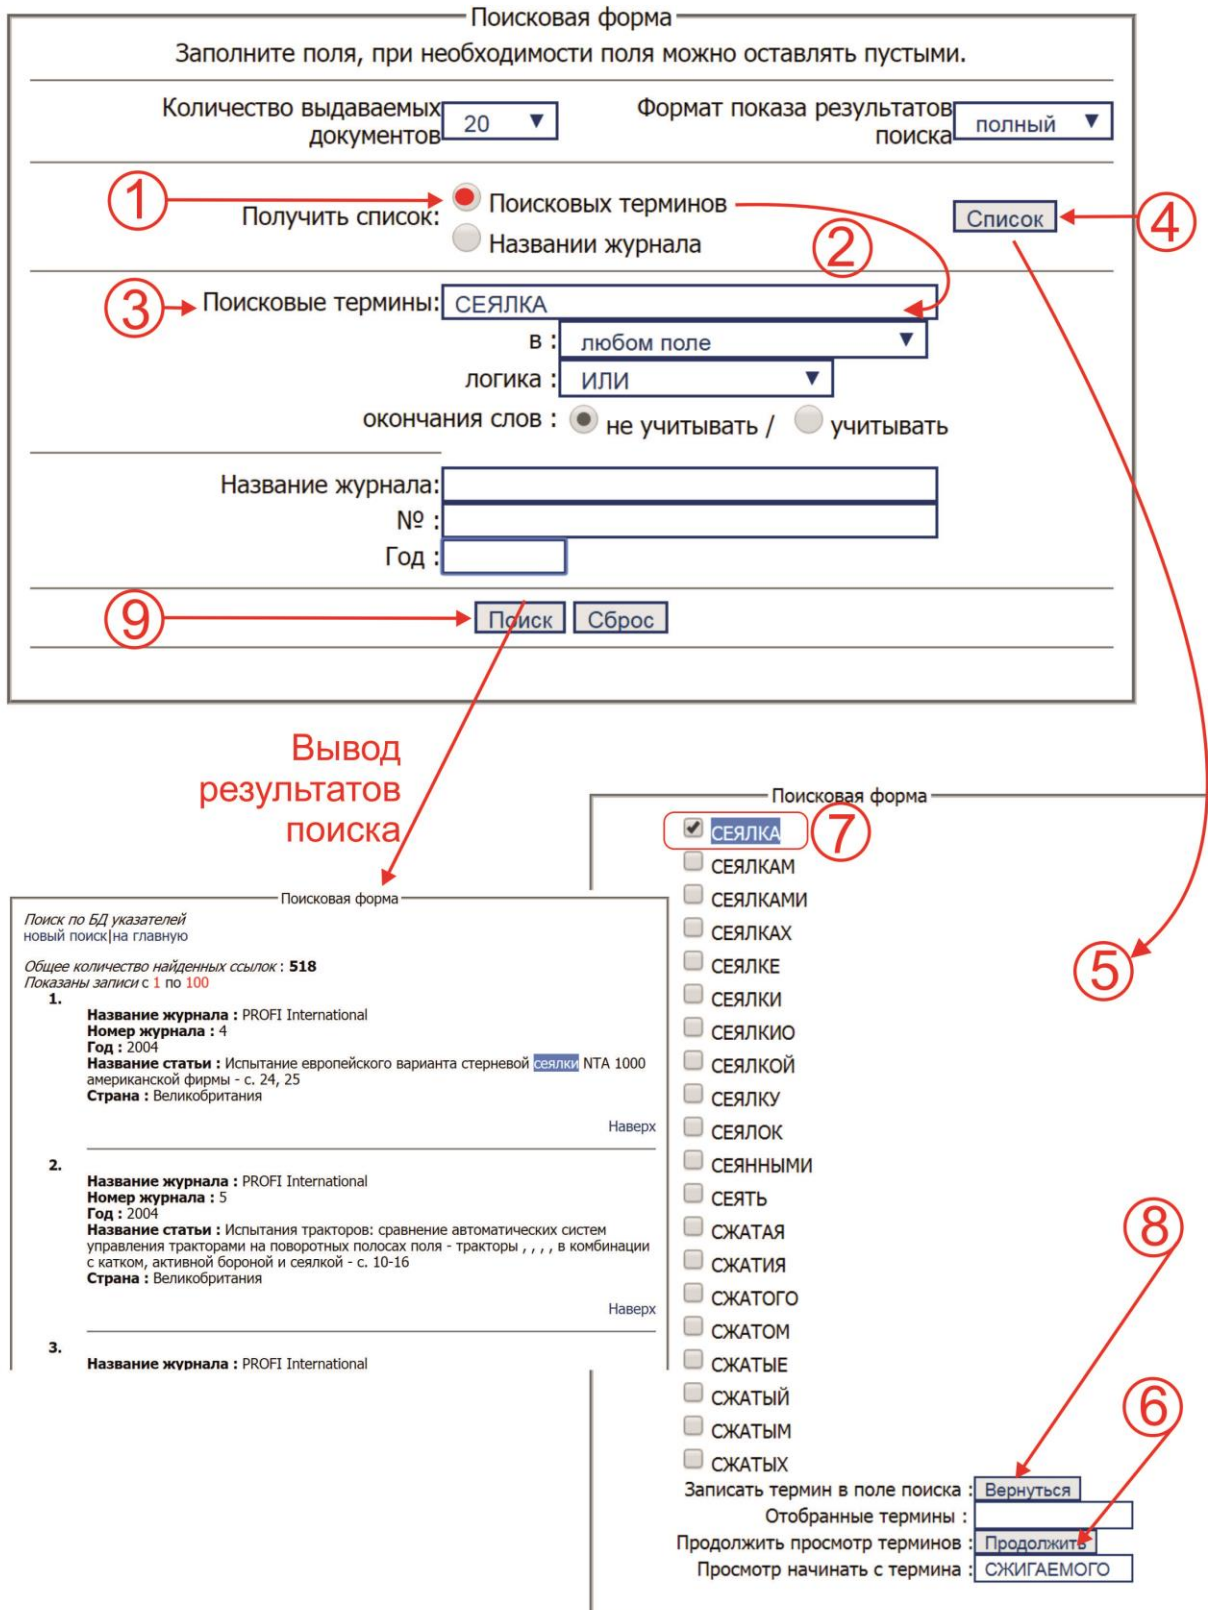 Поисковая форма
Заполните поля, при необходимости поля можно оставлять пустыми.
Количество выдаваемых документов 20 ▼
Формат показа результатов поиска полный ▼
1
Получить список:
Поисковых терминов
Названии журнала
2
Список
4
3
Поисковые термины: СЕЯЛКА
в : любом поле ▼
логика : ИЛИ ▼
окончания слов : не учитывать / учитывать
Название журнала:
№ :
Год :
9
Поиск Сброс
Вывод
результатов
поиска
Поисковая форма
Поиск по БД указателей
новый поиск|на главную
Общее количество найденных ссылок : 518
Показаны записи с 1 по 100
1.
Название журнала : PROFI International
Номер журнала : 4
Год : 2004
Название статьи : Испытание европейского варианта стерневой сеялки NTA 1000
американской фирмы - с. 24, 25
Страна : Великобритания
Наверх
2.
Название журнала : PROFI International
Номер журнала : 5
Год : 2004
Название статьи : Испытания тракторов: сравнение автоматических систем
управления тракторами на поворотных полосах поля - тракторы , , , , в комбинации
с катком, активной бороной и сеялкой - с. 10-16
Страна : Великобритания
Наверх
3.
Название журнала : PROFI International
Поисковая форма
СЕЯЛКА
7
СЕЯЛКАМ
СЕЯЛКАМИ
СЕЯЛКАХ
СЕЯЛКЕ
5
СЕЯЛКИ
СЕЯЛКИО
СЕЯЛКОЙ
СЕЯЛКУ
СЕЯЛОК
СЕЯННЫМИ
СЕЯТЬ
СЖАТАЯ
8
СЖАТИЯ
СЖАТОГО
СЖАТОМ
СЖАТЫЕ
СЖАТЫЙ
6
СЖАТЫМ
СЖАТЫХ
Записать термин в поле поиска : Вернуться
Отобранные термины :
Продолжить просмотр терминов : Продолжить
Просмотр начинать с термина : СЖИГАЕМОГО